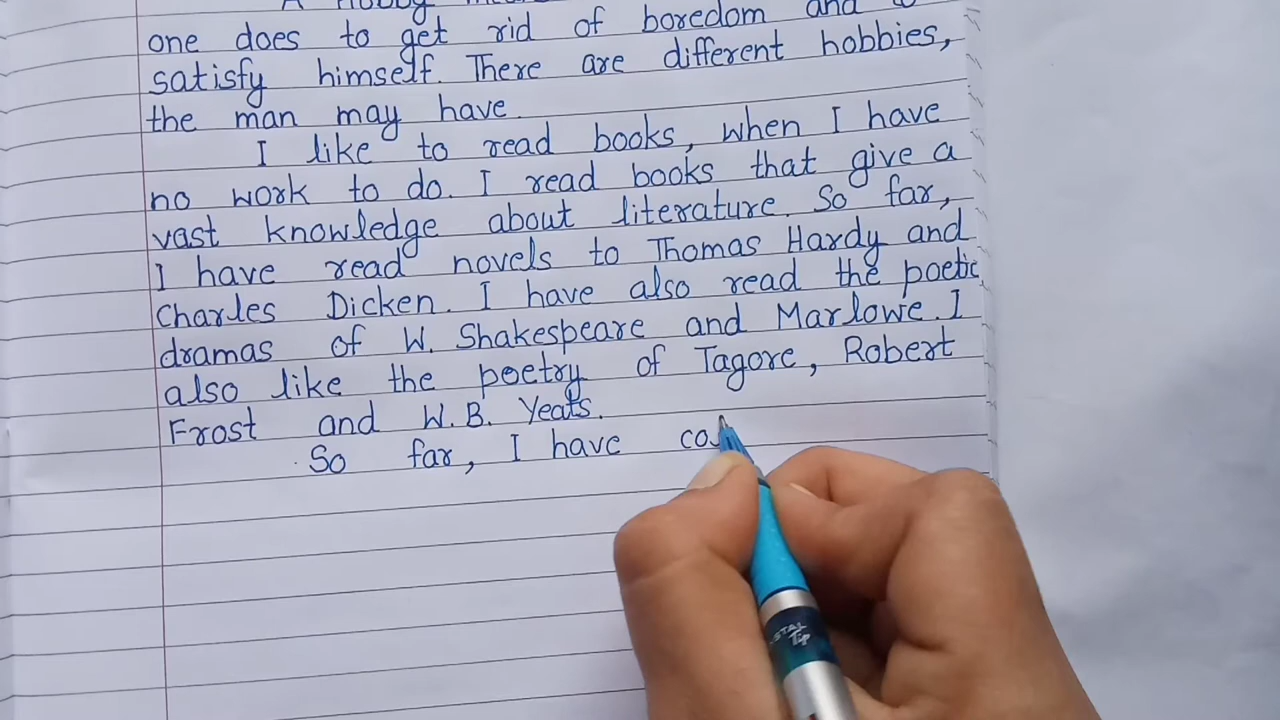 A Hobby
one does to get rid of boredom and
satisfy himself. There are different hobbies,
the man may have.
I like to read books, when I have
no work to do. I read books that give a
vast knowledge about literature. So far,
I have read novels to Thomas Hardy and
Charles Dicken. I have also read the poetic
dramas of W. Shakespeare and Marlowe. I
also like the poetry of Tagore, Robert
Frost and W.B. Yeats.
So far, I have co
Tip